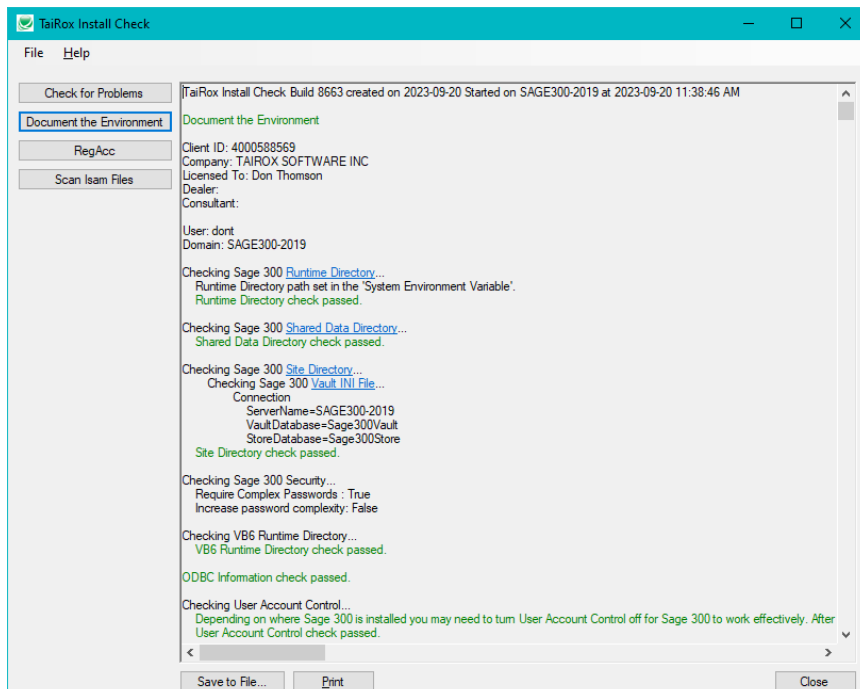 TaiRox Install Check
File Help
Check for Problems
Document the Environment
RegAcc
Scan Isam Files
TaiRox Install Check Build 8663 created on 2023-09-20 Started on SAGE300-2019 at 2023-09-20 11:38:46 AM
Document the Environment
Client ID: 4000588569
Company: TAIROX SOFTWARE INC
Licensed To: Don Thomson
Dealer:
Consultant:
User: dont
Domain: SAGE300-2019
Checking Sage 300 Runtime Directory...
Runtime Directory path set in the 'System Environment Variable'.
Runtime Directory check passed.
Checking Sage 300 Shared Data Directory...
Shared Data Directory check passed.
Checking Sage 300 Site Directory...
Checking Sage 300 Vault INI File...
Connection
ServerName=SAGE300-2019
VaultDatabase=Sage300Vault
StoreDatabase=Sage300Store
Site Directory check passed.
Checking Sage 300 Security...
Require Complex Passwords : True
Increase password complexity: False
Checking VB6 Runtime Directory...
VB6 Runtime Directory check passed.
ODBC Information check passed.
Checking User Account Control...
Depending on where Sage 300 is installed you may need to turn User Account Control off for Sage 300 to work effectively. After
User Account Control check passed.
Save to File... Print Close